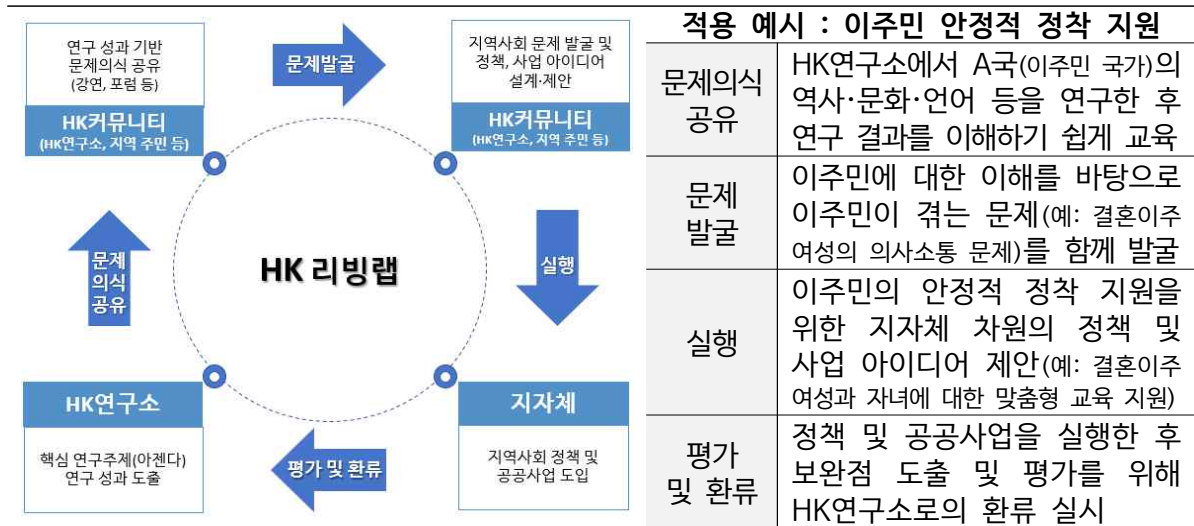 연구 성과 기반
문제의식 공유
(강연, 포럼 등)
HK커뮤니티
(HK연구소, 지역 주민 등)
문제발굴
지역사회 문제 발굴 및
정책, 사업 아이디어
설계·제안
HK커뮤니티
(HK연구소, 지역 주민 등)
문제
의식
공유
HK 리빙랩
실행
HK연구소
핵심 연구주제(아젠다)
연구 성과 도출
평가 및 환류
지자체
지역사회 정책 및
공공사업 도입
적용 예시 : 이주민 안정적 정착 지원
문제의식
공유
HK연구소에서 A국(이주민 국가)의
역사·문화·언어 등을 연구한 후
연구 결과를 이해하기 쉽게 교육
문제
발굴
이주민에 대한 이해를 바탕으로
이주민이 겪는 문제(예: 결혼이주
여성의 의사소통 문제)를 함께 발굴
실행
이주민의 안정적 정착 지원을
위한 지자체 차원의 정책 및
사업 아이디어 제안(예: 결혼이주
여성과 자녀에 대한 맞춤형 교육 지원)
평가
및 환류
정책 및 공공사업을 실행한 후
보완점 도출 및 평가를 위해
HK연구소로의 환류 실시